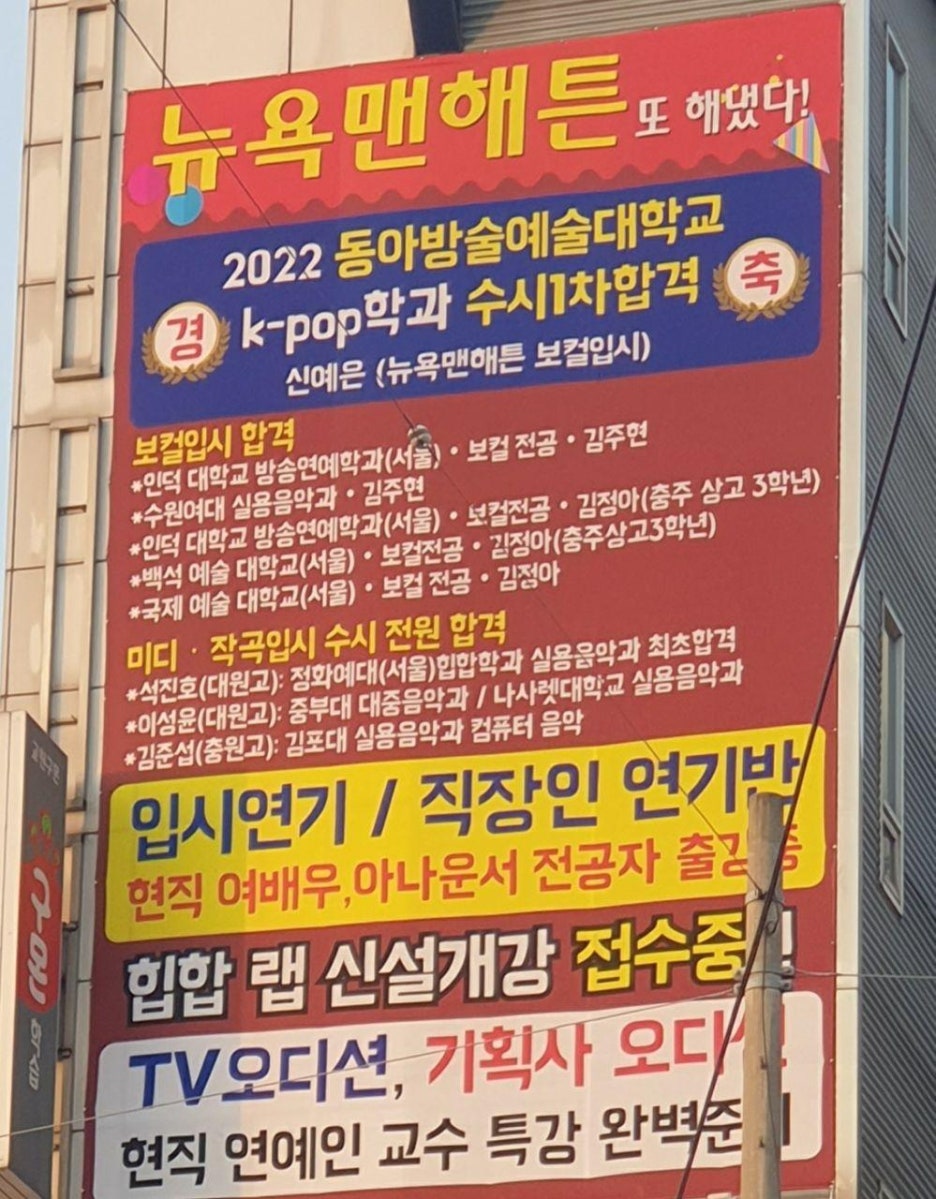 뉴욕맨해튼 또 해냈다!
2022 동아방술예술대학교
k-pop학과 수시1차합격
경
축
신예은 (뉴욕맨해튼 보컬입시)
보컬입시 합격
*인덕 대학교 방송연예학과(서울)·보컬 전공·김주현
*수원여대 실용음악과·김주현
*인덕 대학교 방송연예학과(서울)·보컬전공·김정아(충주 상고 3학년)
*백석 예술 대학교(서울)·보컬전공·김정아(충주상고3학년)
*국제 예술 대학교(서울)·보컬 전공·김정아
미디·작곡입시 수시 전원 합격
*석진호(대원고): 정화예대(서울)힙합학과 실용음악과 최초합격
*이성윤(대원고): 중부대 대중음악과 / 나사렛대학교 실용음악과
*김준섭(충원고): 김포대 실용음악과 컴퓨터 음악
입시연기 / 직장인 연기반
현직 여배우,아나운서 전공자 출강중
힙합 랩 신설개강 접수중!
TV오디션, 기획사 오디션
현직 연예인 교수 특강 완벽준비
구몬